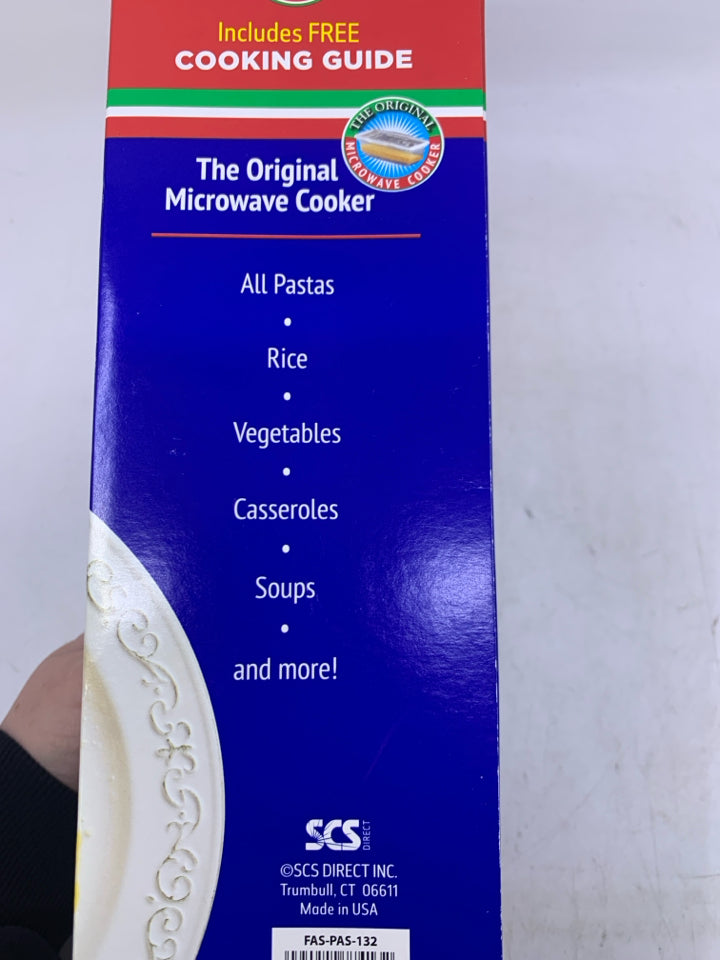 Includes FREE
COOKING GUIDE
THE ORIGINAL
MICROWAVE COOKER
The Original
Microwave Cooker
All Pastas
•
Rice
•
Vegetables
•
Casseroles
•
Soups
•
and more!
SCS DIRECT
©SCS DIRECT INC.
Trumbull, CT 06611
Made in USA
FAS-PAS-132